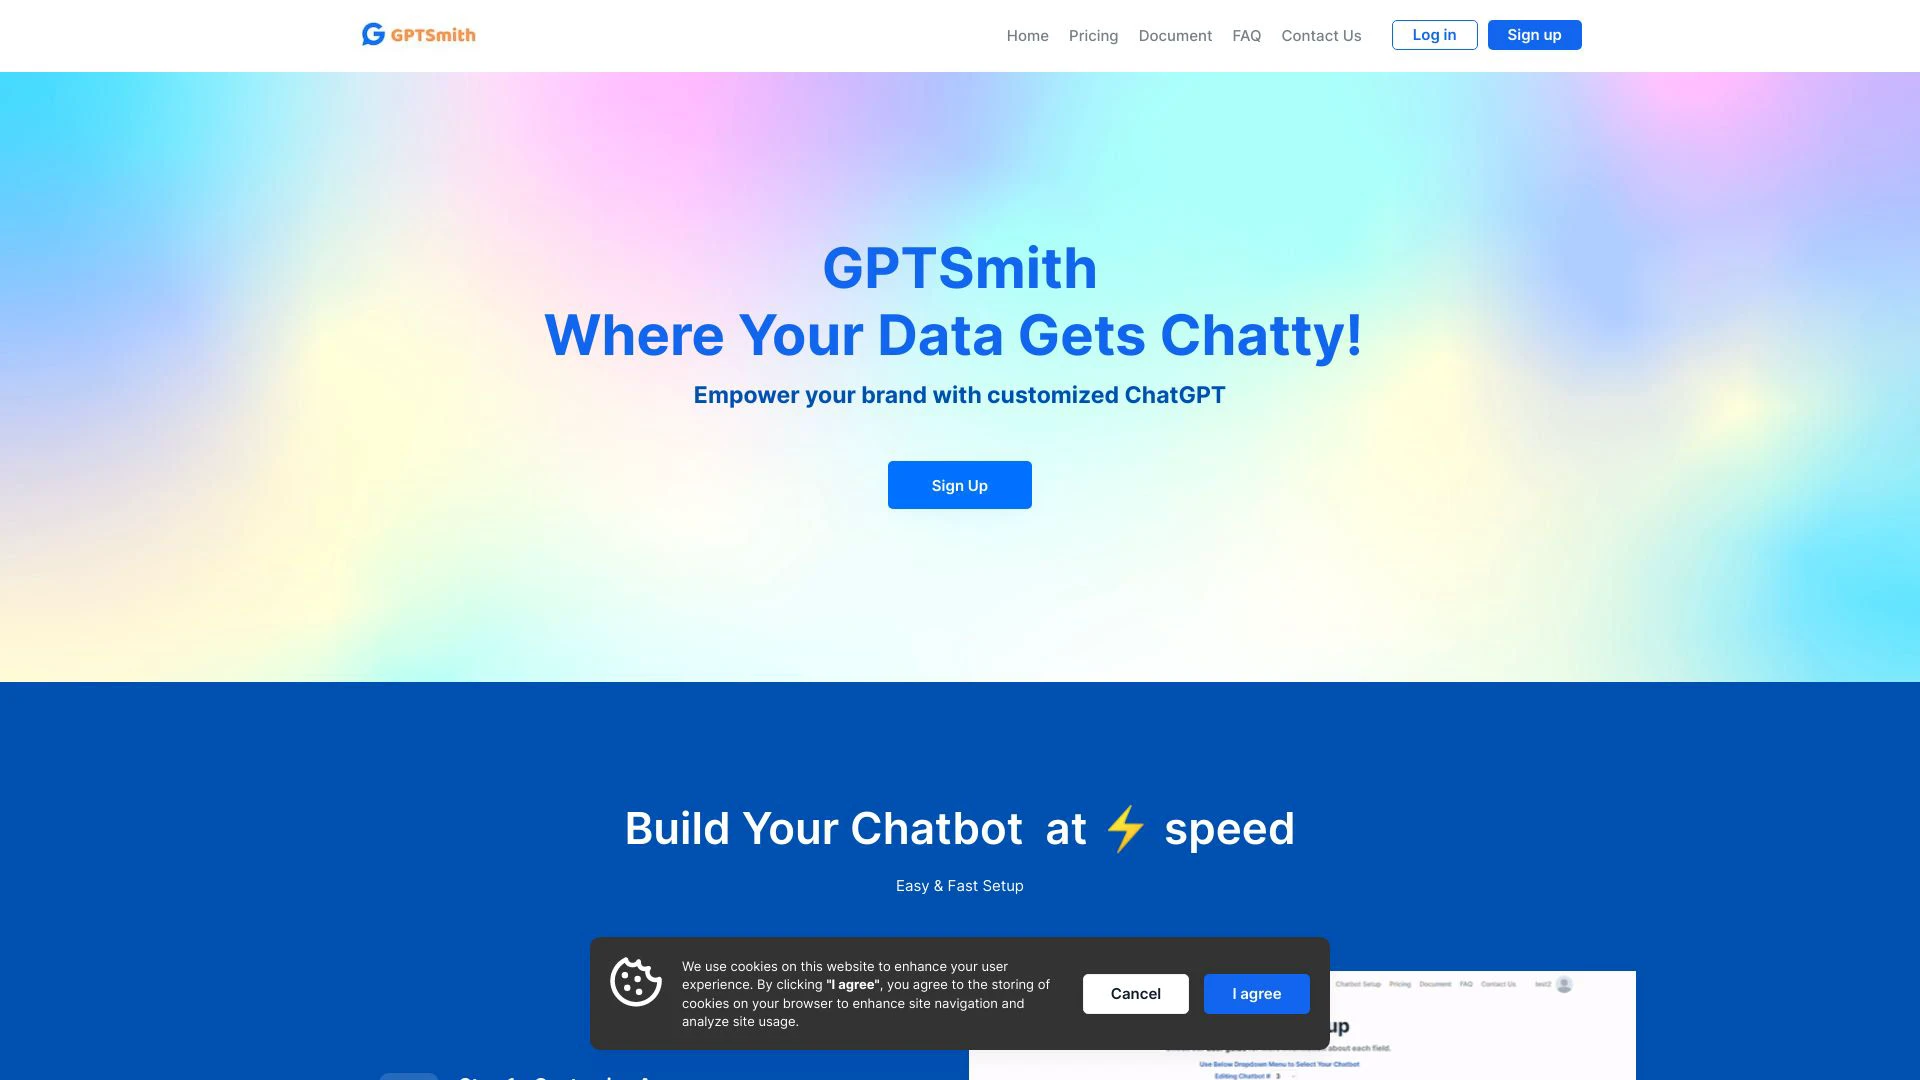 GPTSmith
Home Pricing Document FAQ Contact Us Log in Sign up
GPTSmith
Where Your Data Gets Chatty!
Empower your brand with customized ChatGPT
Sign Up
Build Your Chatbot at ⚡ speed
Easy & Fast Setup
We use cookies on this website to enhance your user
experience. By clicking "I agree", you agree to the storing of
cookies on your browser to enhance site navigation and
analyze site usage.
Cancel
I agree
Chatbot Setup Pricing Document FAQ Contact Us test2
up
about each field.
Use Below Dropdown Menu to Select Your Chatbot
Editing Chatbot # 3